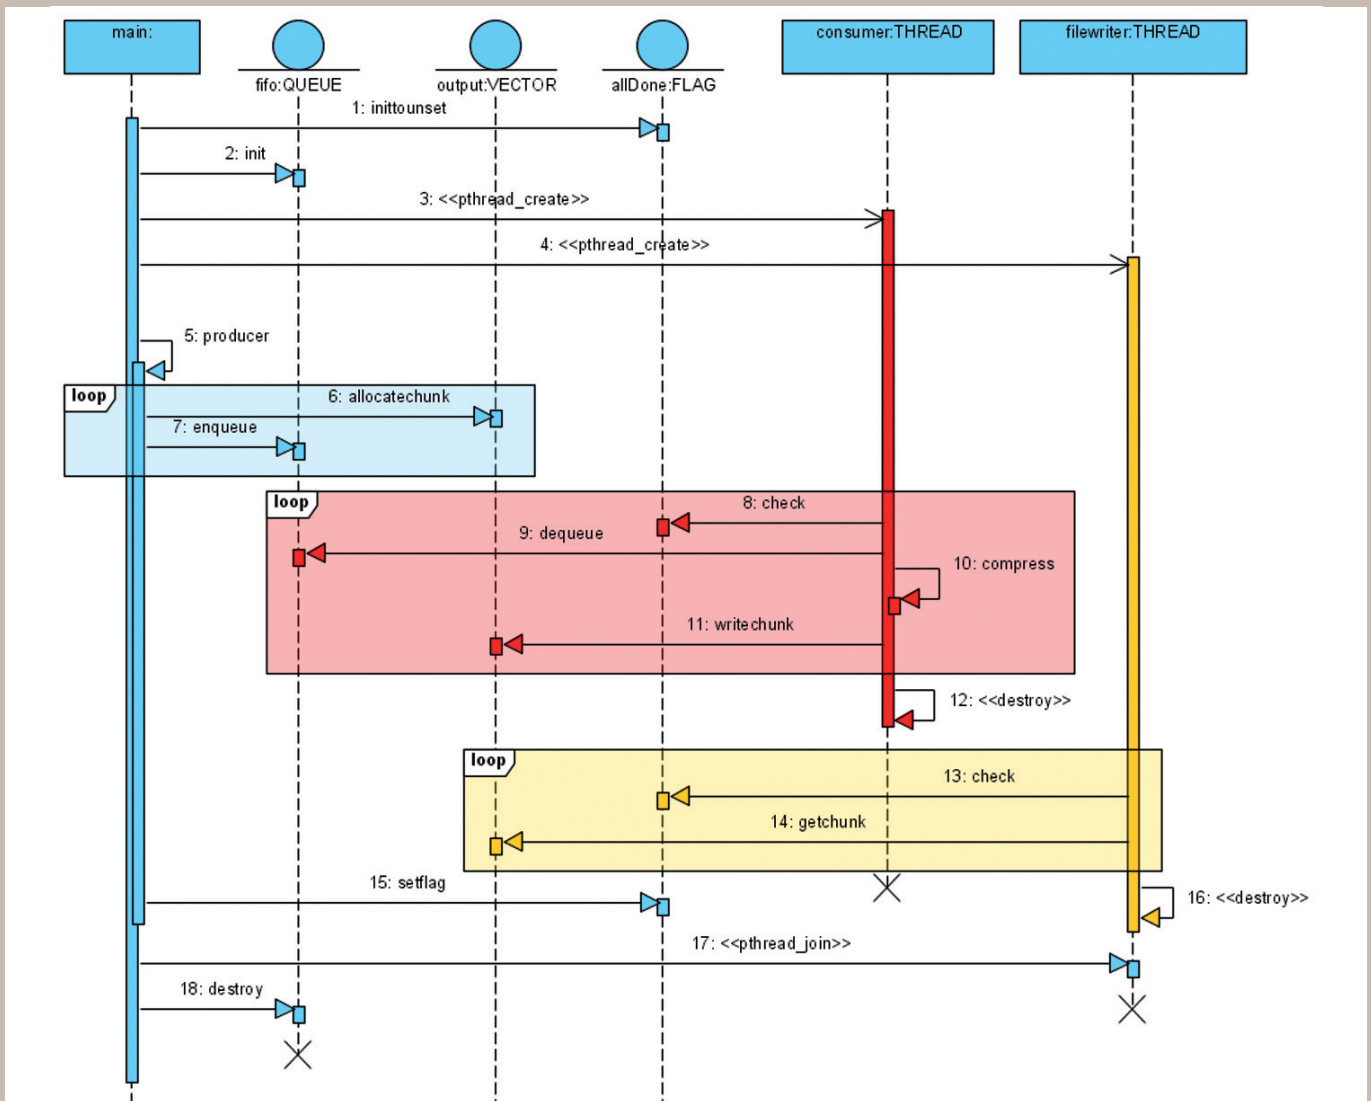 main:
consumer:THREAD
filewriter:THREAD
fifo:QUEUE
output:VECTOR
allDone:FLAG
1: inittounset
2: init
3: <<pthread_create>>
4: <<pthread_create>>
5: producer
loop
6: allocatechunk
7: enqueue
loop
8: check
9: dequeue
10: compress
11: writechunk
12: <<destroy>>
loop
13: check
14: getchunk
15: setflag
16: <<destroy>>
17: <<pthread_join>>
18: destroy